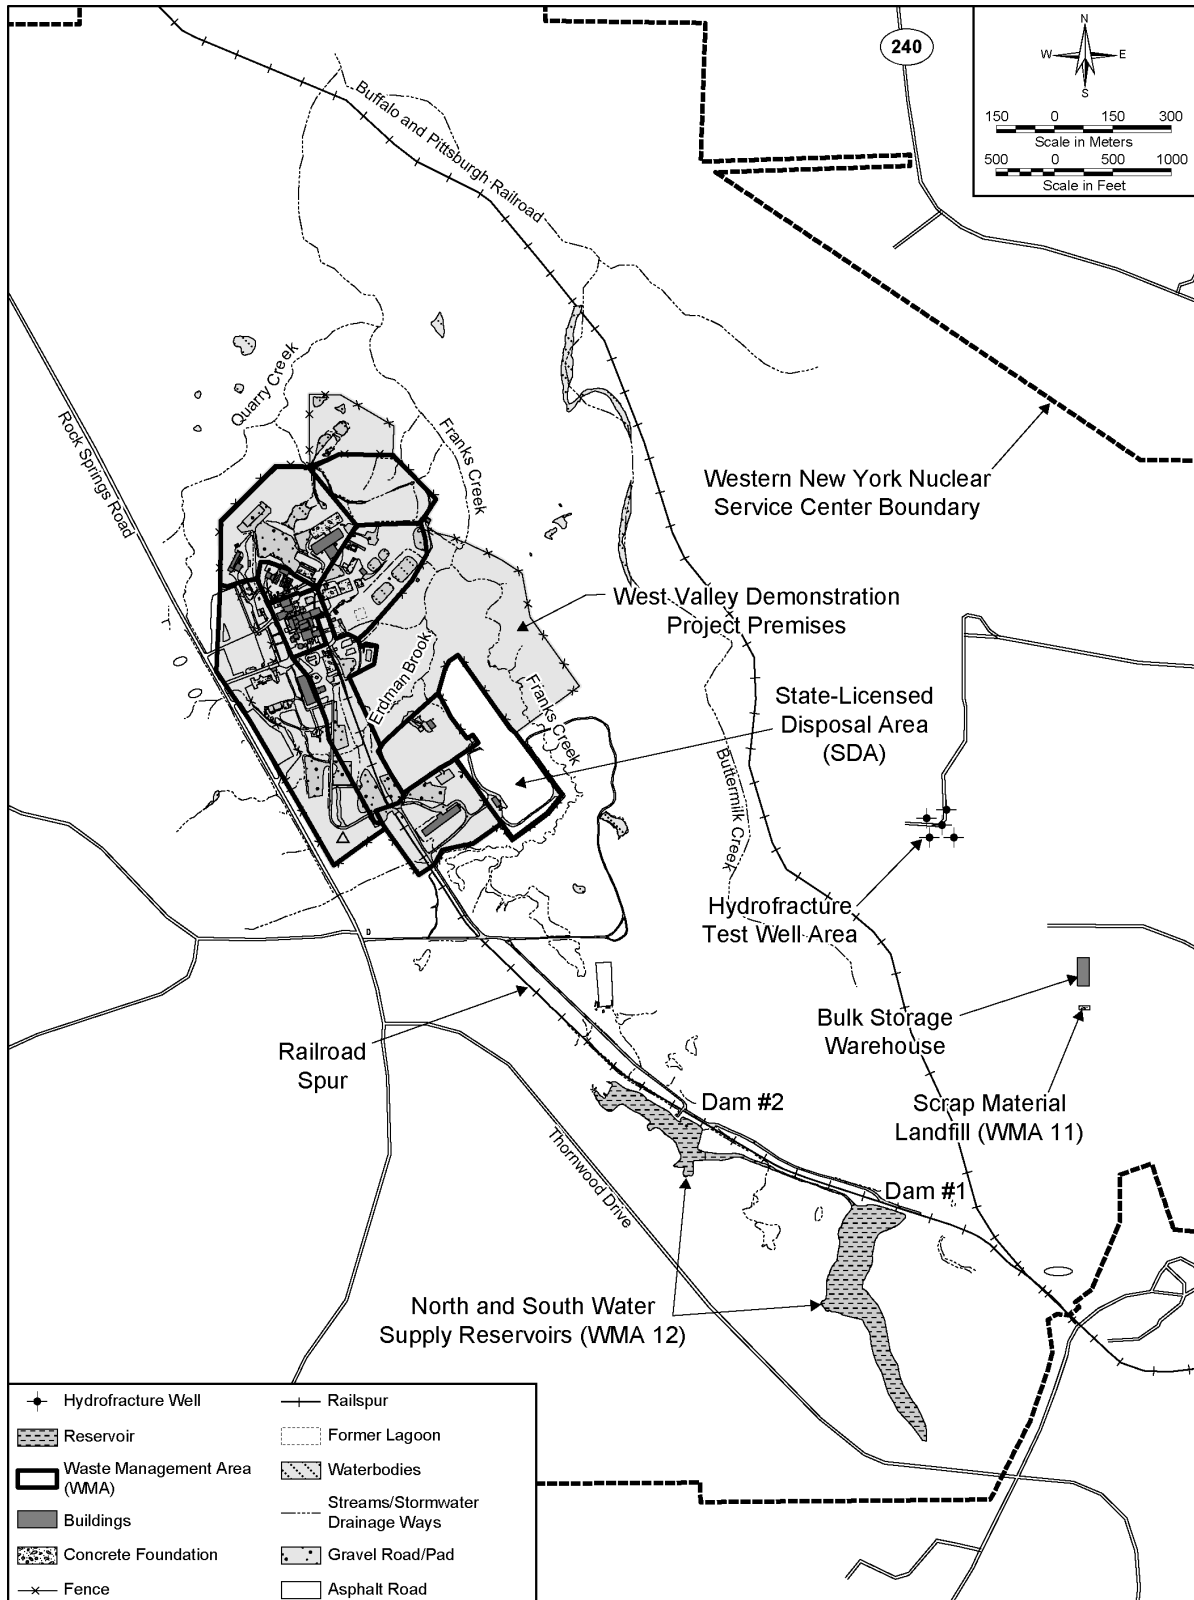 240
N
W E
S
150 0 150 300
Scale in Meters
500 0 500 1000
Scale in Feet
Buffalo and Pittsburgh Railroad
Quarry Creek
Franks Creek
Rock Springs Road
Western New York Nuclear
Service Center Boundary
West Valley Demonstration
Project Premises
Erdman Brook
Franks Creek
State-Licensed
Disposal Area
(SDA)
Buttermilk Creek
Hydrofracture
Test Well Area
Bulk Storage
Warehouse
Railroad
Spur
Dam #2
Scrap Material
Landfill (WMA 11)
Thornwood Drive
Dam #1
North and South Water
Supply Reservoirs (WMA 12)
Hydrofracture Well
Reservoir
Waste Management Area
(WMA)
Buildings
Concrete Foundation
Fence
Railspur
Former Lagoon
Waterbodies
Streams/Stormwater
Drainage Ways
Gravel Road/Pad
Asphalt Road